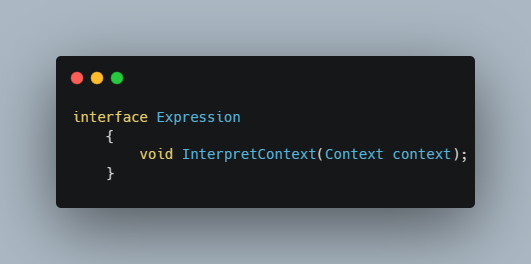 interface Expression
    {
        void InterpretContext(Context context);
    }